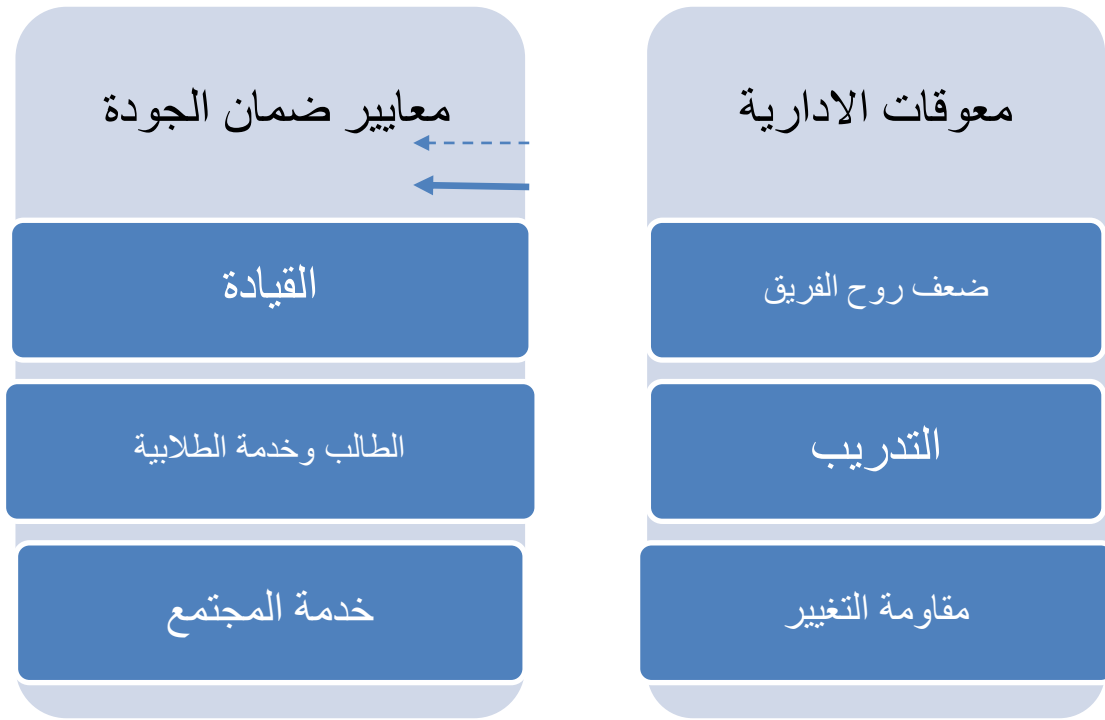 معوقات الادارية
ضعف روح الفريق
التدريب
مقاومة التغيير
معايير ضمان الجودة
القيادة
الطالب وخدمة الطلابية
خدمة المجتمع